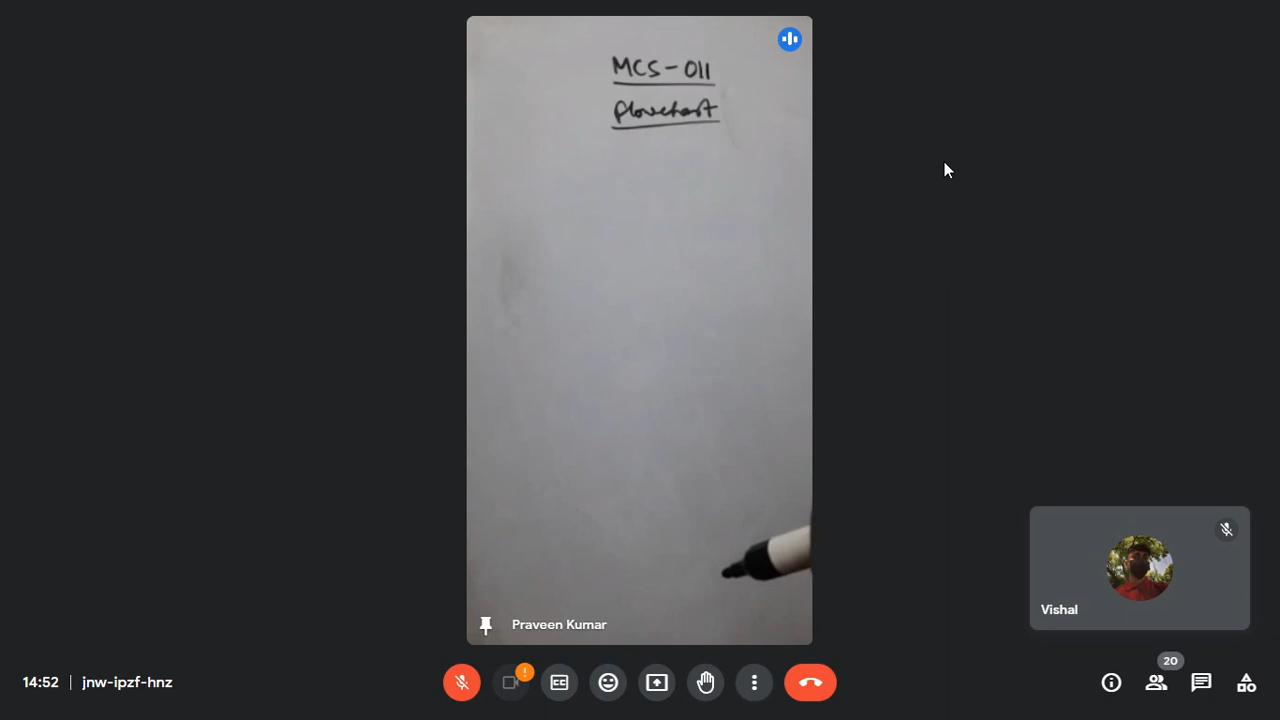 MCS-011
flowchart
Praveen Kumar
Vishal
14:52 | jnw-ipzf-hnz
20